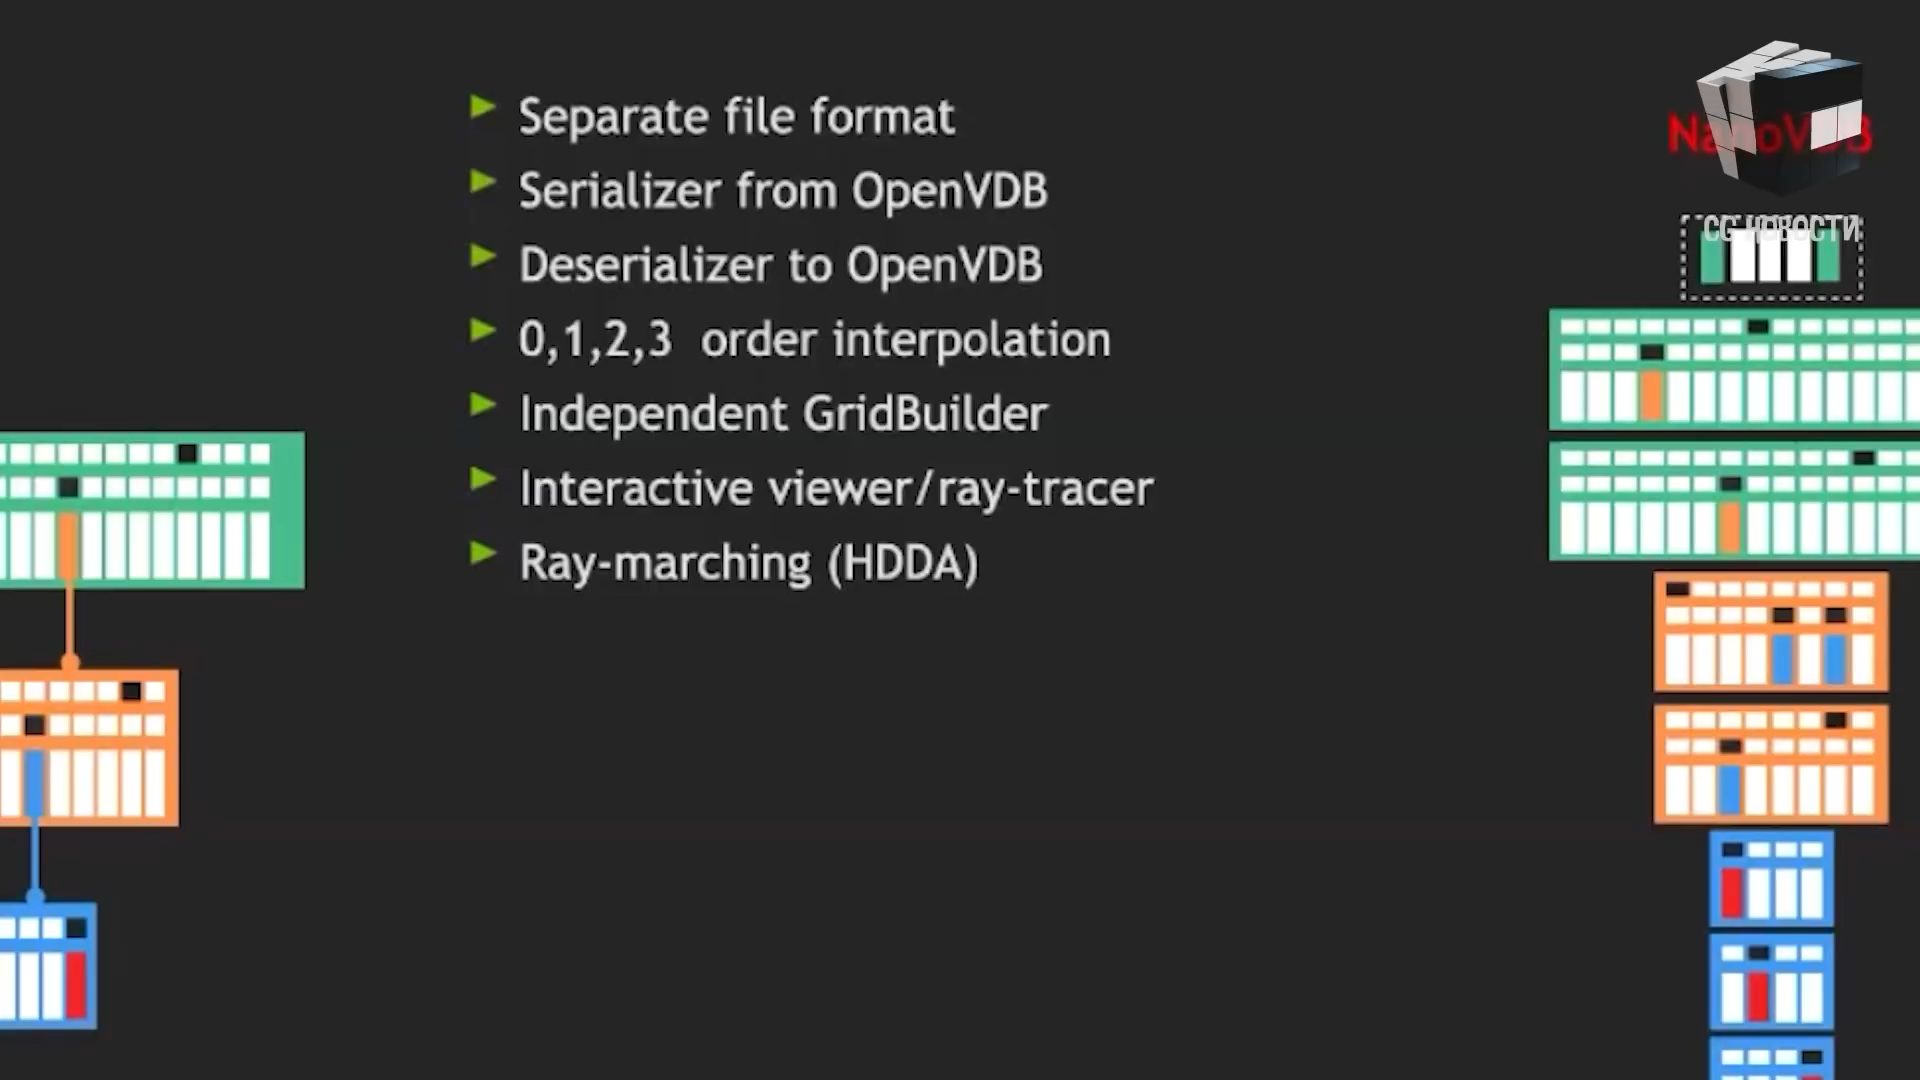 Separate file format
Serializer from OpenVDB
Deserializer to OpenVDB
0,1,2,3 order interpolation
Independent GridBuilder
Interactive viewer/ray-tracer
Ray-marching (HDDA)
NanoVDB
CG НОВОСТИ